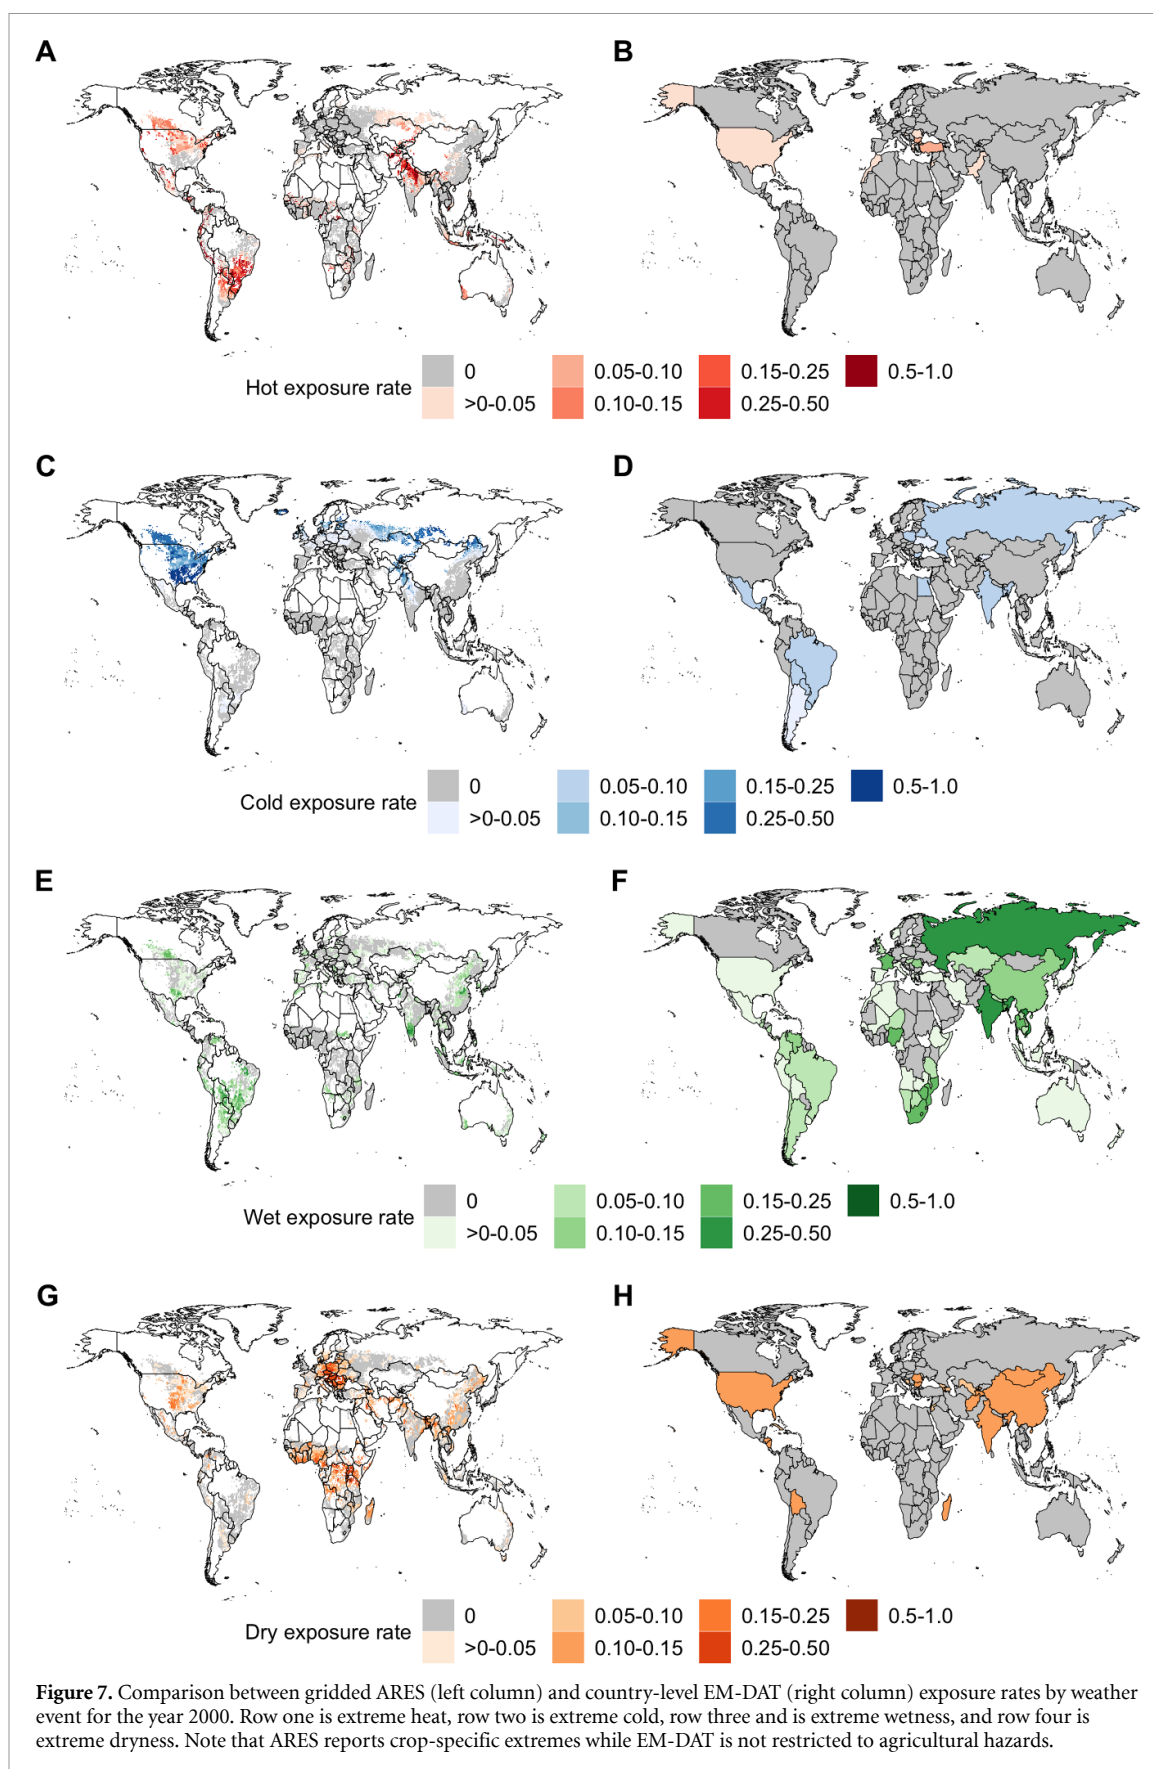 A
B
Hot exposure rate
0
0.05-0.10
0.15-0.25
0.5-1.0
>0-0.05
0.10-0.15
0.25-0.50
C
D
Cold exposure rate
0
0.05-0.10
0.15-0.25
0.5-1.0
>0-0.05
0.10-0.15
0.25-0.50
E
F
Wet exposure rate
0
0.05-0.10
0.15-0.25
0.5-1.0
>0-0.05
0.10-0.15
0.25-0.50
G
H
Dry exposure rate
0
0.05-0.10
0.15-0.25
0.5-1.0
>0-0.05
0.10-0.15
0.25-0.50
Figure 7. Comparison between gridded ARES (left column) and country-level EM-DAT (right column) exposure rates by weather
event for the year 2000. Row one is extreme heat, row two is extreme cold, row three and is extreme wetness, and row four is
extreme dryness. Note that ARES reports crop-specific extremes while EM-DAT is not restricted to agricultural hazards.